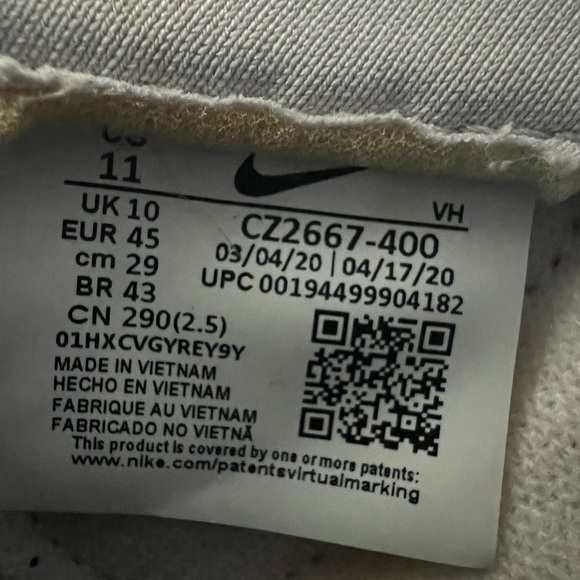 US
11
UK 10
EUR 45
cm 29
BR 43
CN 290(2.5)
VH
CZ2667-400
03/04/20 | 04/17/20
UPC 00194499904182
01HXCVGYREY9Y
MADE IN VIETNAM
HECHO EN VIETNAM
FABRIQUE AU VIETNAM
FABRICADO NO VIETNÃ
This product is covered by one or more patents:
www.nike.com/patentsvirtualmarking